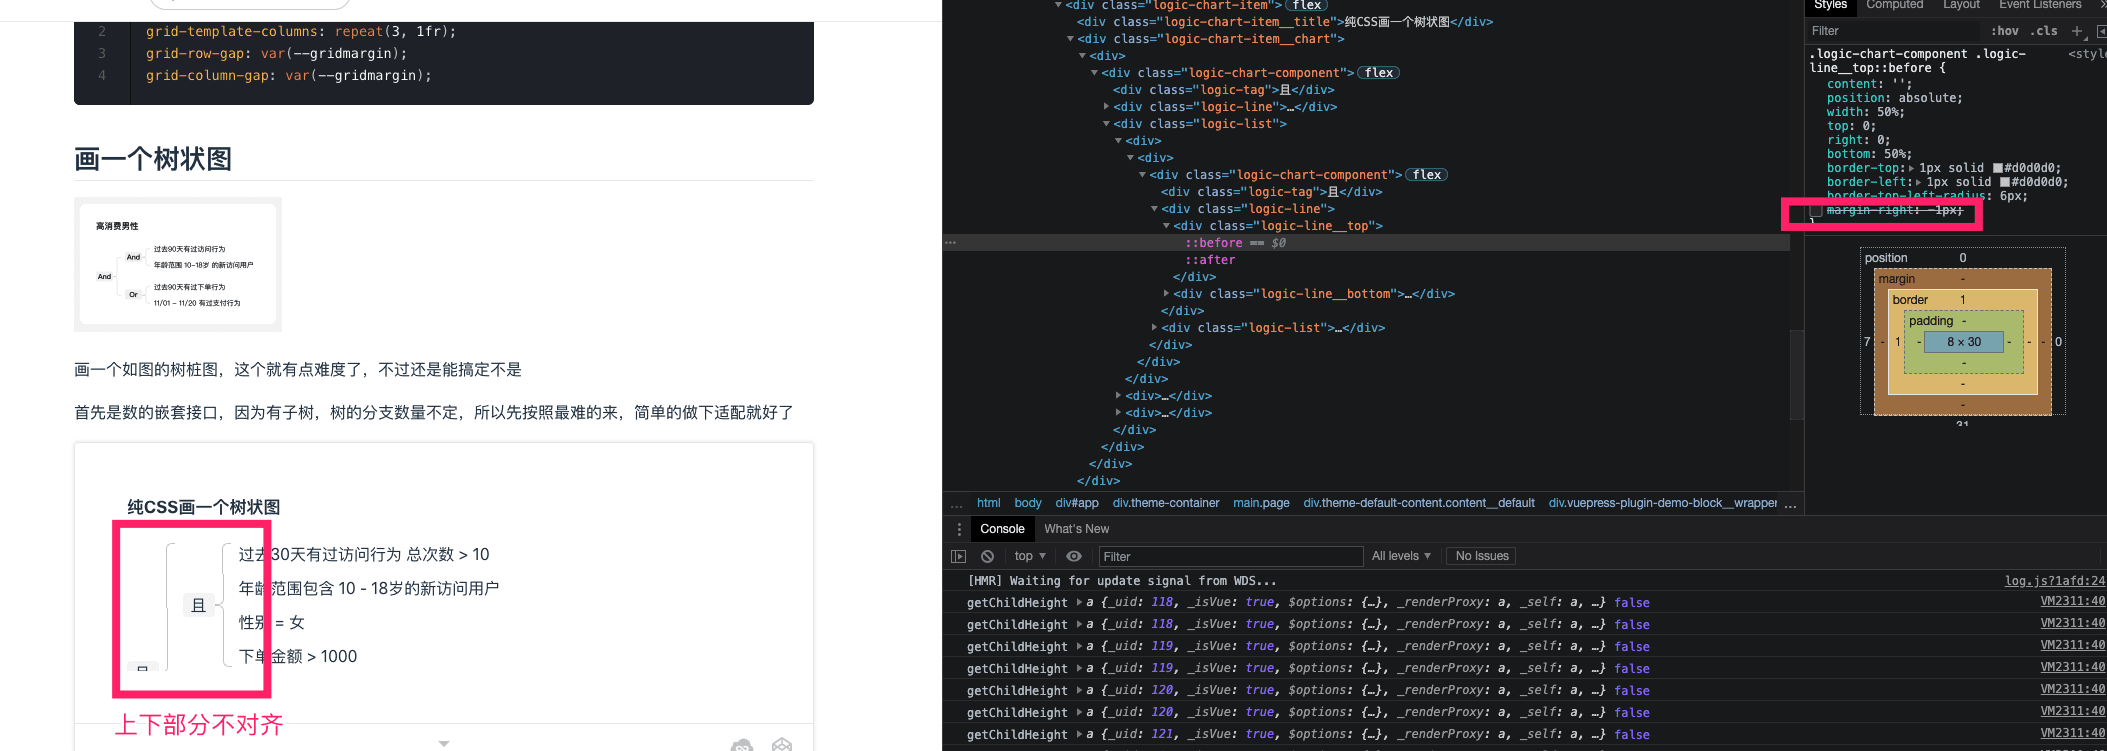 2 grid-template-columns: repeat(3, 1fr);
3 grid-row-gap: var(--gridmargin);
4 grid-column-gap: var(--gridmargin);
画一个树状图
高消费男性
过去90天有过访问行为
And
年龄范围 10-18岁 的新访问用户
And
过去90天有过下单行为
Or
11/01 - 11/20 有过支付行为
画一个如图的树桩图，这个就有点难度了，不过还是能搞定不是
首先是数的嵌套接口，因为有子树，树的分支数量不定，所以先按照最难的来，简单的做下适配就好了
纯CSS画一个树状图
过去30天有过访问行为 总次数 > 10
年龄范围包含 10 - 18岁的新访问用户
且
性别 = 女
下单金额 > 1000
上下部分不对齐
<div class="logic-chart-item"> flex
<div class="logic-chart-item__title">纯CSS画一个树状图</div>
<div class="logic-chart-item__chart">
<div>
<div class="logic-chart-component"> flex
<div class="logic-tag">且</div>
<div class="logic-line">…</div>
<div class="logic-list">
<div>
<div>
<div class="logic-chart-component"> flex
<div class="logic-tag">且</div>
<div class="logic-line">
<div class="logic-line__top">
… ::before == $0
::after
</div>
<div class="logic-line__bottom">…</div>
</div>
<div class="logic-list">…</div>
</div>
</div>
</div>
<div>…</div>
<div>…</div>
</div>
</div>
</div>
</div>
… html body div#app div.theme-container main.page div.theme-default-content.content__default div.vuepress-plugin-demo-block__wrapper …
Styles Computed Layout Event Listeners »
Filter :hov .cls +
.logic-chart-component .logic- <style
line__top::before {
content: '';
position: absolute;
width: 50%;
top: 0;
right: 0;
bottom: 50%;
border-top: 1px solid #d0d0d0;
border-left: 1px solid #d0d0d0;
border-top-left-radius: 6px;
margin-right: -1px;
}
position 0
margin -
border 1
padding -
7 - 1 - 8 × 30 - - - 0
-
-
-
31
Console What's New
top Filter All levels No Issues
[HMR] Waiting for update signal from WDS... log.js?1afd:24
getChildHeight a {_uid: 118, _isVue: true, $options: {…}, _renderProxy: a, _self: a, …} false VM2311:40
getChildHeight a {_uid: 118, _isVue: true, $options: {…}, _renderProxy: a, _self: a, …} false VM2311:40
getChildHeight a {_uid: 119, _isVue: true, $options: {…}, _renderProxy: a, _self: a, …} false VM2311:40
getChildHeight a {_uid: 119, _isVue: true, $options: {…}, _renderProxy: a, _self: a, …} false VM2311:40
getChildHeight a {_uid: 120, _isVue: true, $options: {…}, _renderProxy: a, _self: a, …} false VM2311:40
getChildHeight a {_uid: 120, _isVue: true, $options: {…}, _renderProxy: a, _self: a, …} false VM2311:40
getChildHeight a {_uid: 121, _isVue: true, $options: {…}, _renderProxy: a, _self: a, …} false VM2311:40